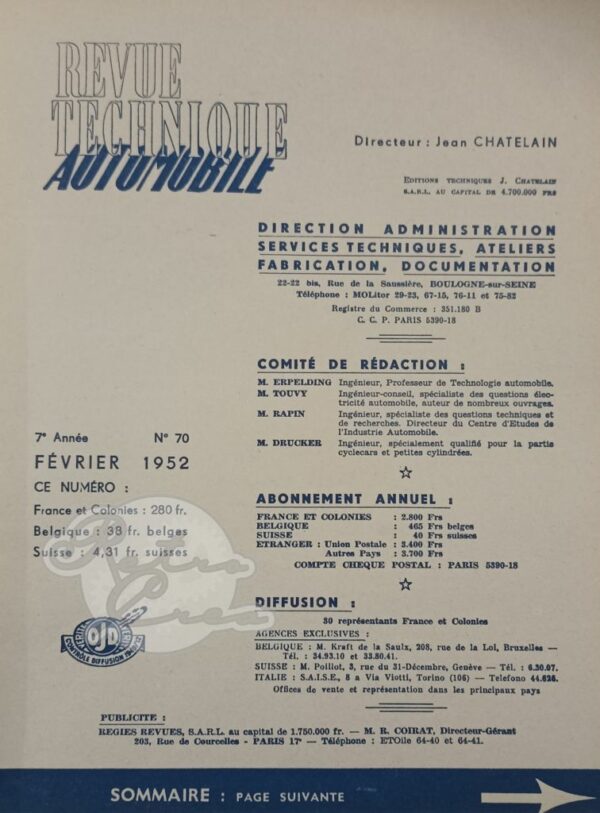 REVUE
TECHNIQUE
AUTOMOBILE
Directeur : Jean CHATELAIN
EDITIONS TECHNIQUES J. CHATELAIN
S.A.R.L. AU CAPITAL DE 4.700.000 FRS
DIRECTION ADMINISTRATION
SERVICES TECHNIQUES, ATELIERS
FABRICATION, DOCUMENTATION
22-22 bis, Rue de la Saussière, BOULOGNE-sur-SEINE
Téléphone : MOLitor 29-23, 67-15, 76-11 et 75-82
Registre du Commerce : 351.180 B
C. C. P. PARIS 5390-18
COMITÉ DE RÉDACTION :
M. ERPELDING Ingénieur, Professeur de Technologie automobile.
M. TOUVY Ingénieur-conseil, spécialiste des questions élec-
tricité automobile, auteur de nombreux ouvrages.
M. RAPIN Ingénieur, spécialiste des questions techniques et
de recherches. Directeur du Centre d'Etudes de
l'Industrie Automobile.
M. DRUCKER Ingénieur, spécialement qualifié pour la partie
cyclecars et petites cylindrées.
7e Année N° 70
FÉVRIER 1952
CE NUMÉRO :
France et Colonies : 280 fr.
Belgique : 38 fr. belges
Suisse : 4,31 fr. suisses
Retro
Crea
OJD
CONTRÔLE DIFFUSION
ABONNEMENT ANNUEL :
FRANCE ET COLONIES : 2.800 Frs
BELGIQUE : 465 Frs belges
SUISSE : 40 Frs suisses
ETRANGER : Union Postale : 3.400 Frs
Autres Pays : 3.700 Frs
COMPTE CHEQUE POSTAL : PARIS 5390-18
DIFFUSION :
30 représentants France et Colonies
AGENCES EXCLUSIVES :
BELGIQUE : M. Kraft de la Saulx, 208, rue de la Loi, Bruxelles —
Tél. : 34.93.10 et 33.80.41.
SUISSE : M. Poilliot, 3, rue du 31-Décembre, Genève — Tél. : 6.30.07.
ITALIE : S.A.I.S.E., 8 a Via Viotti, Torino (106) — Telefono 44.626.
Offices de vente et représentation dans les principaux pays
PUBLICITE :
REGIES REVUES, S.A.R.L. au capital de 1.750.000 fr. — M. R. COIRAT, Directeur-Gérant
203, Rue de Courcelles - PARIS 17e — Téléphone : ETOile 64-40 et 64-41.
SOMMAIRE : PAGE SUIVANTE